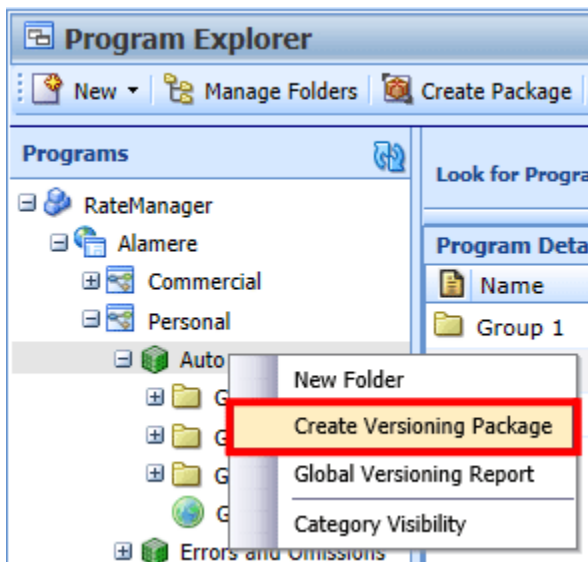 Program Explorer
New
Manage Folders
Create Package
Programs
Look for Progra
RateManager
Alamere
Commercial
Personal
Auto
G
G
G
G
Errors and Omissions
Program Deta
Name
Group 1
New Folder
Create Versioning Package
Global Versioning Report
Category Visibility